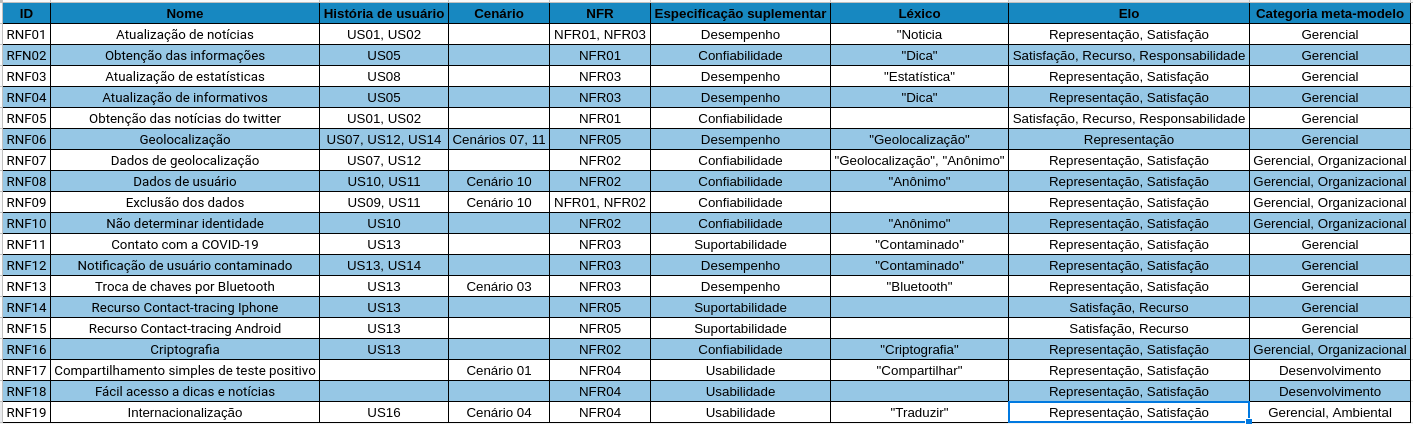 ID Nome História de usuário Cenário NFR Especificação suplementar Léxico Elo Categoria meta-modelo
RNF01 Atualização de notícias US01, US02 NFR01, NFR03 Desempenho "Noticia Representação, Satisfação Gerencial
RFN02 Obtenção das informações US05 NFR01 Confiabilidade "Dica" Satisfação, Recurso, Responsabilidade Gerencial
RNF03 Atualização de estatísticas US08 NFR03 Desempenho "Estatística" Representação, Satisfação Gerencial
RNF04 Atualização de informativos US05 NFR03 Desempenho "Dica" Representação, Satisfação Gerencial
RNF05 Obtenção das notícias do twitter US01, US02 NFR01 Confiabilidade Satisfação, Recurso, Responsabilidade Gerencial
RNF06 Geolocalização US07, US12, US14 Cenários 07, 11 NFR05 Desempenho "Geolocalização" Representação Gerencial
RNF07 Dados de geolocalização US07, US12 NFR02 Confiabilidade "Geolocalização", "Anônimo" Representação, Satisfação Gerencial, Organizacional
RNF08 Dados de usuário US10, US11 Cenário 10 NFR02 Confiabilidade "Anônimo" Representação, Satisfação Gerencial, Organizacional
RNF09 Exclusão dos dados US09, US11 Cenário 10 NFR01, NFR02 Confiabilidade Representação, Satisfação Gerencial, Organizacional
RNF10 Não determinar identidade US10 NFR02 Confiabilidade "Anônimo" Representação, Satisfação Gerencial, Organizacional
RNF11 Contato com a COVID-19 US13 NFR03 Suportabilidade "Contaminado" Representação, Satisfação Gerencial
RNF12 Notificação de usuário contaminado US13, US14 NFR03 Desempenho "Contaminado" Representação, Satisfação Gerencial
RNF13 Troca de chaves por Bluetooth US13 Cenário 03 NFR03 Desempenho "Bluetooth" Representação, Satisfação Gerencial
RNF14 Recurso Contact-tracing Iphone US13 NFR05 Suportabilidade Satisfação, Recurso Gerencial
RNF15 Recurso Contact-tracing Android US13 NFR05 Suportabilidade Satisfação, Recurso Gerencial
RNF16 Criptografia US13 NFR02 Confiabilidade "Criptografia" Representação, Satisfação Gerencial, Organizacional
RNF17 Compartilhamento simples de teste positivo Cenário 01 NFR04 Usabilidade "Compartilhar" Representação, Satisfação Desenvolvimento
RNF18 Fácil acesso a dicas e notícias NFR04 Usabilidade Representação, Satisfação Desenvolvimento
RNF19 Internacionalização US16 Cenário 04 NFR04 Usabilidade "Traduzir" Representação, Satisfação Gerencial, Ambiental